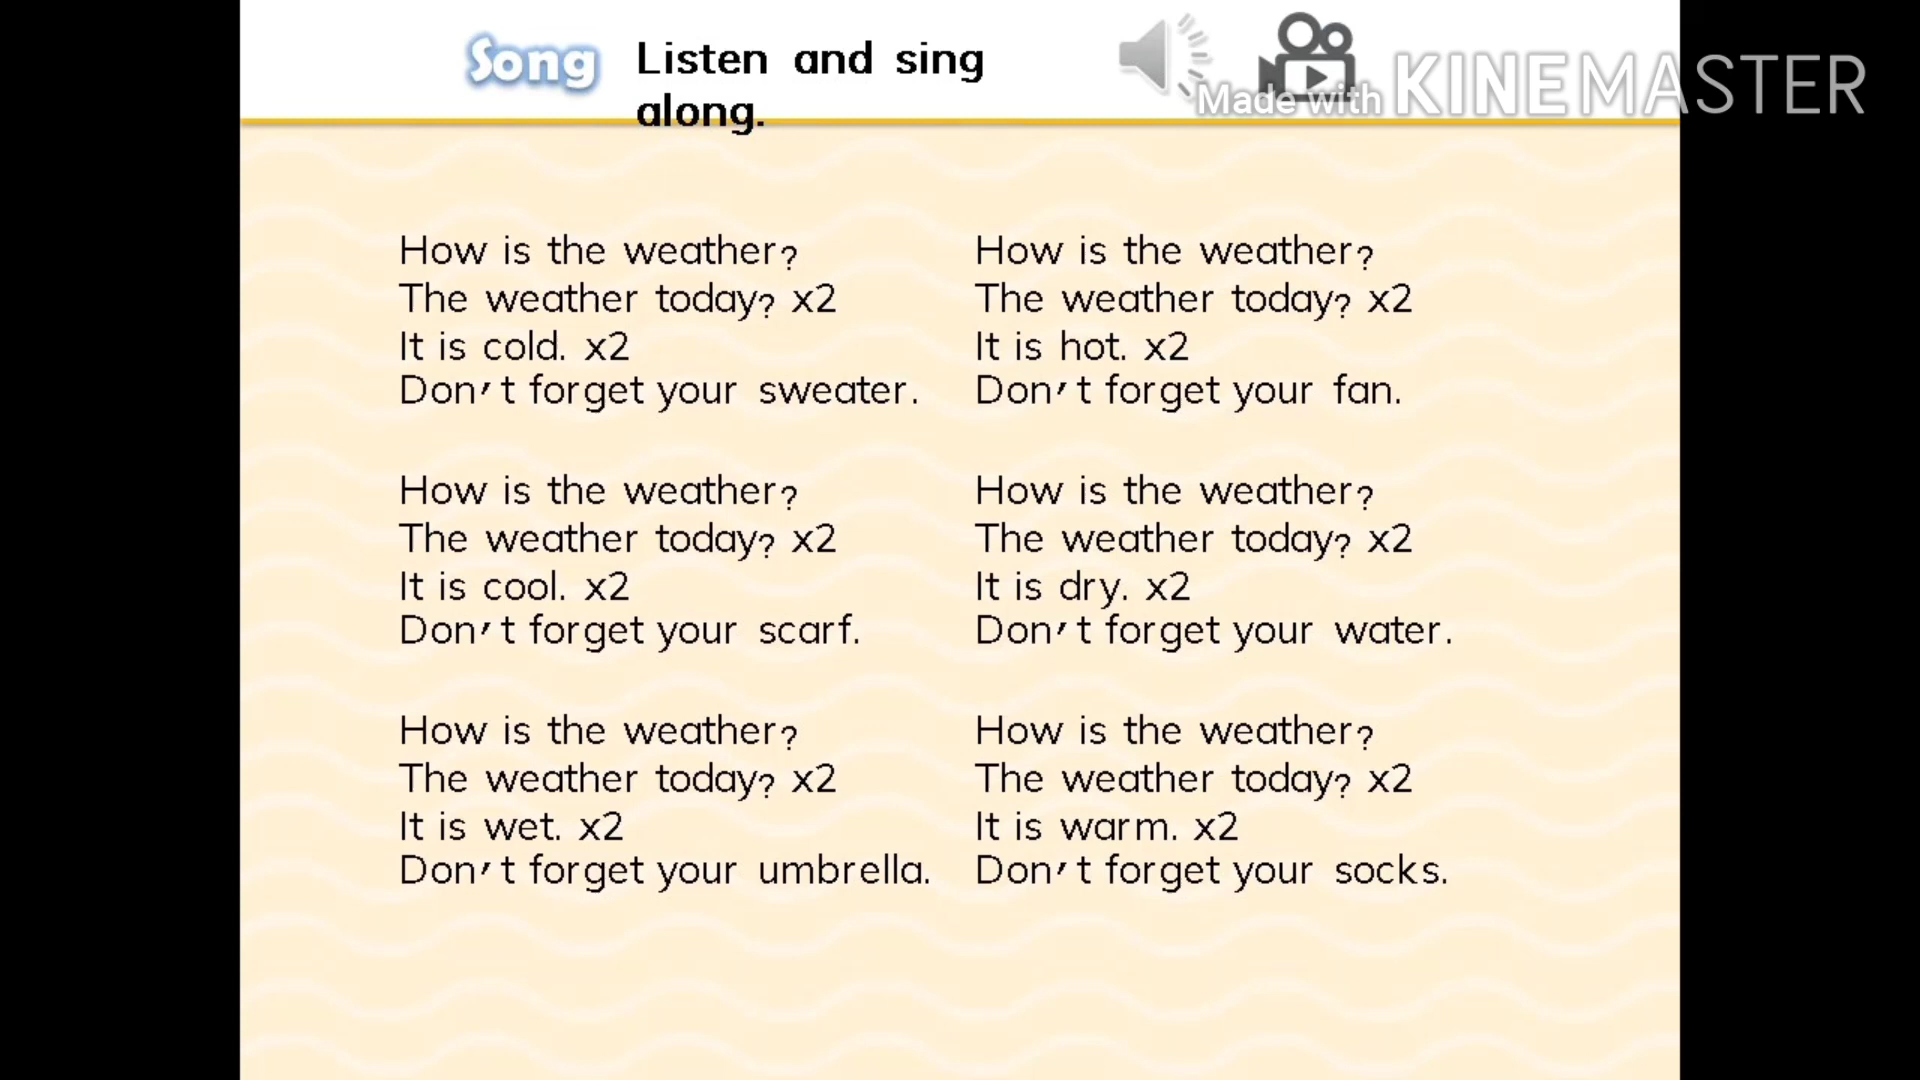 Song Listen and sing
along.
Made with KINEMASTER
How is the weather?
The weather today? x2
It is cold. x2
Don't forget your sweater.
How is the weather?
The weather today? x2
It is cool. x2
Don't forget your scarf.
How is the weather?
The weather today? x2
It is wet. x2
Don't forget your umbrella.
How is the weather?
The weather today? x2
It is hot. x2
Don't forget your fan.
How is the weather?
The weather today? x2
It is dry. x2
Don't forget your water.
How is the weather?
The weather today? x2
It is warm. x2
Don't forget your socks.